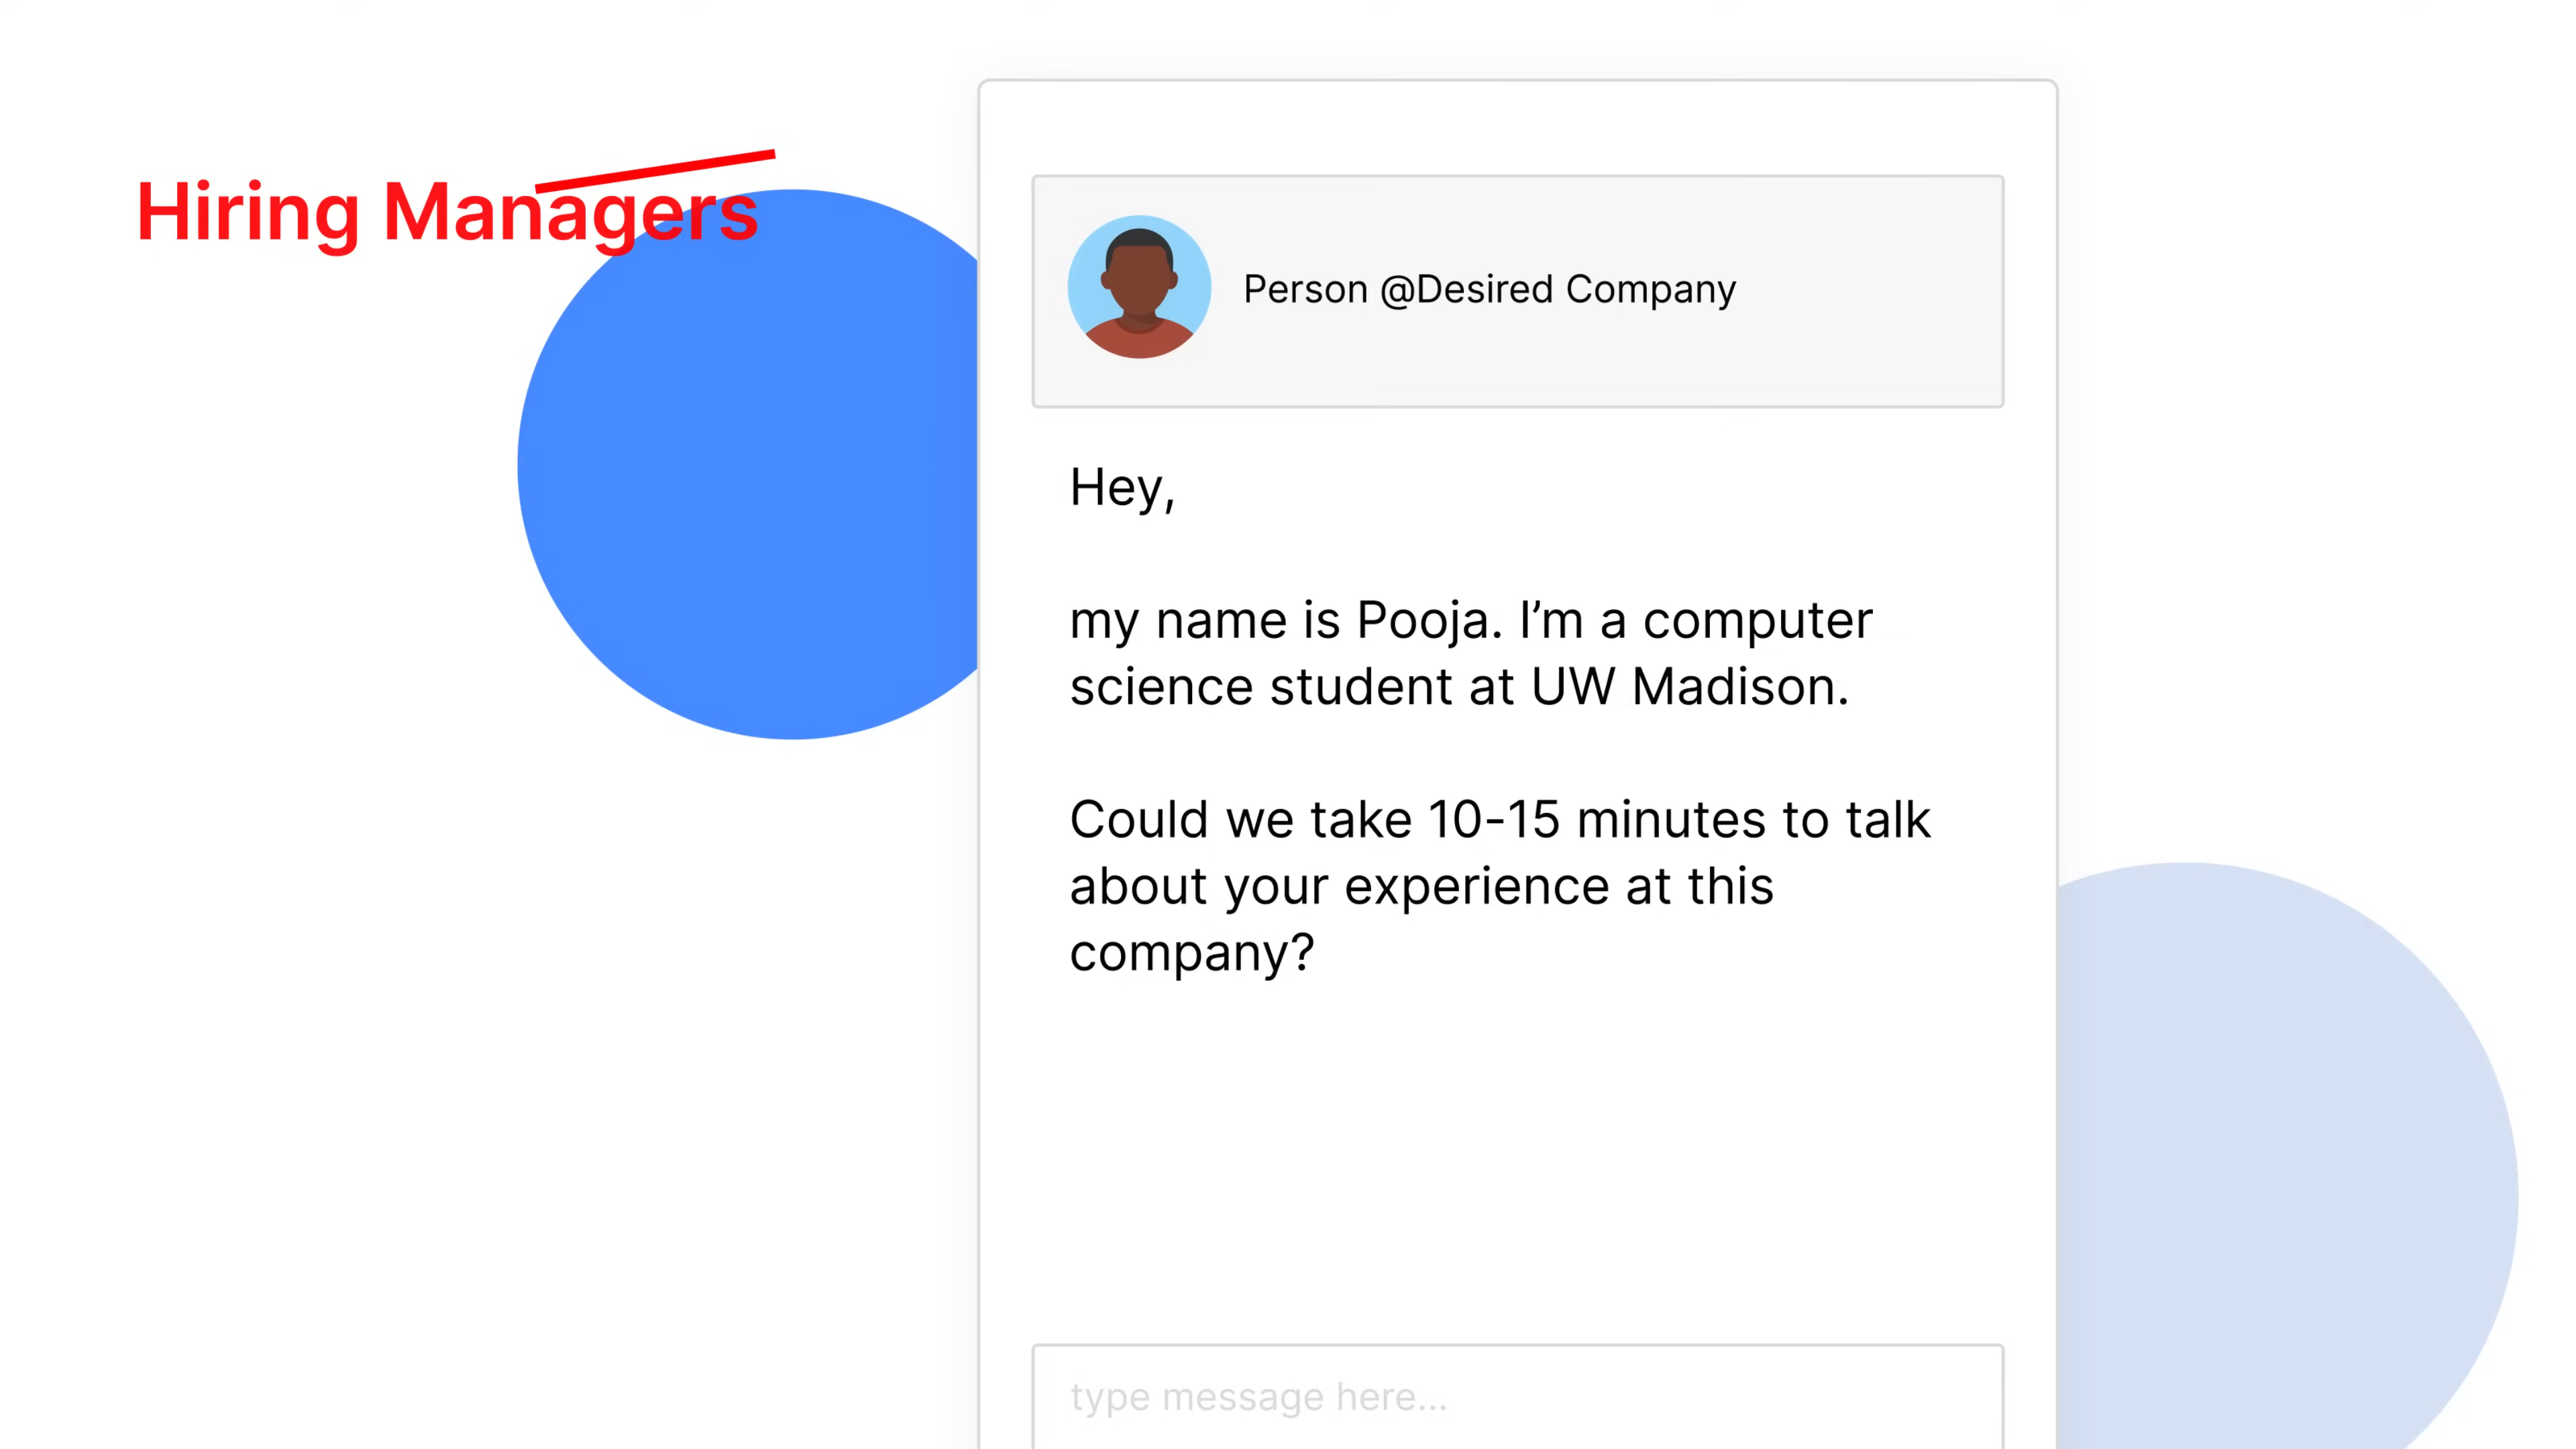 Hiring Managers
Person @Desired Company
Hey,
my name is Pooja. I’m a computer
science student at UW Madison.
Could we take 10-15 minutes to talk
about your experience at this
company?
type message here...